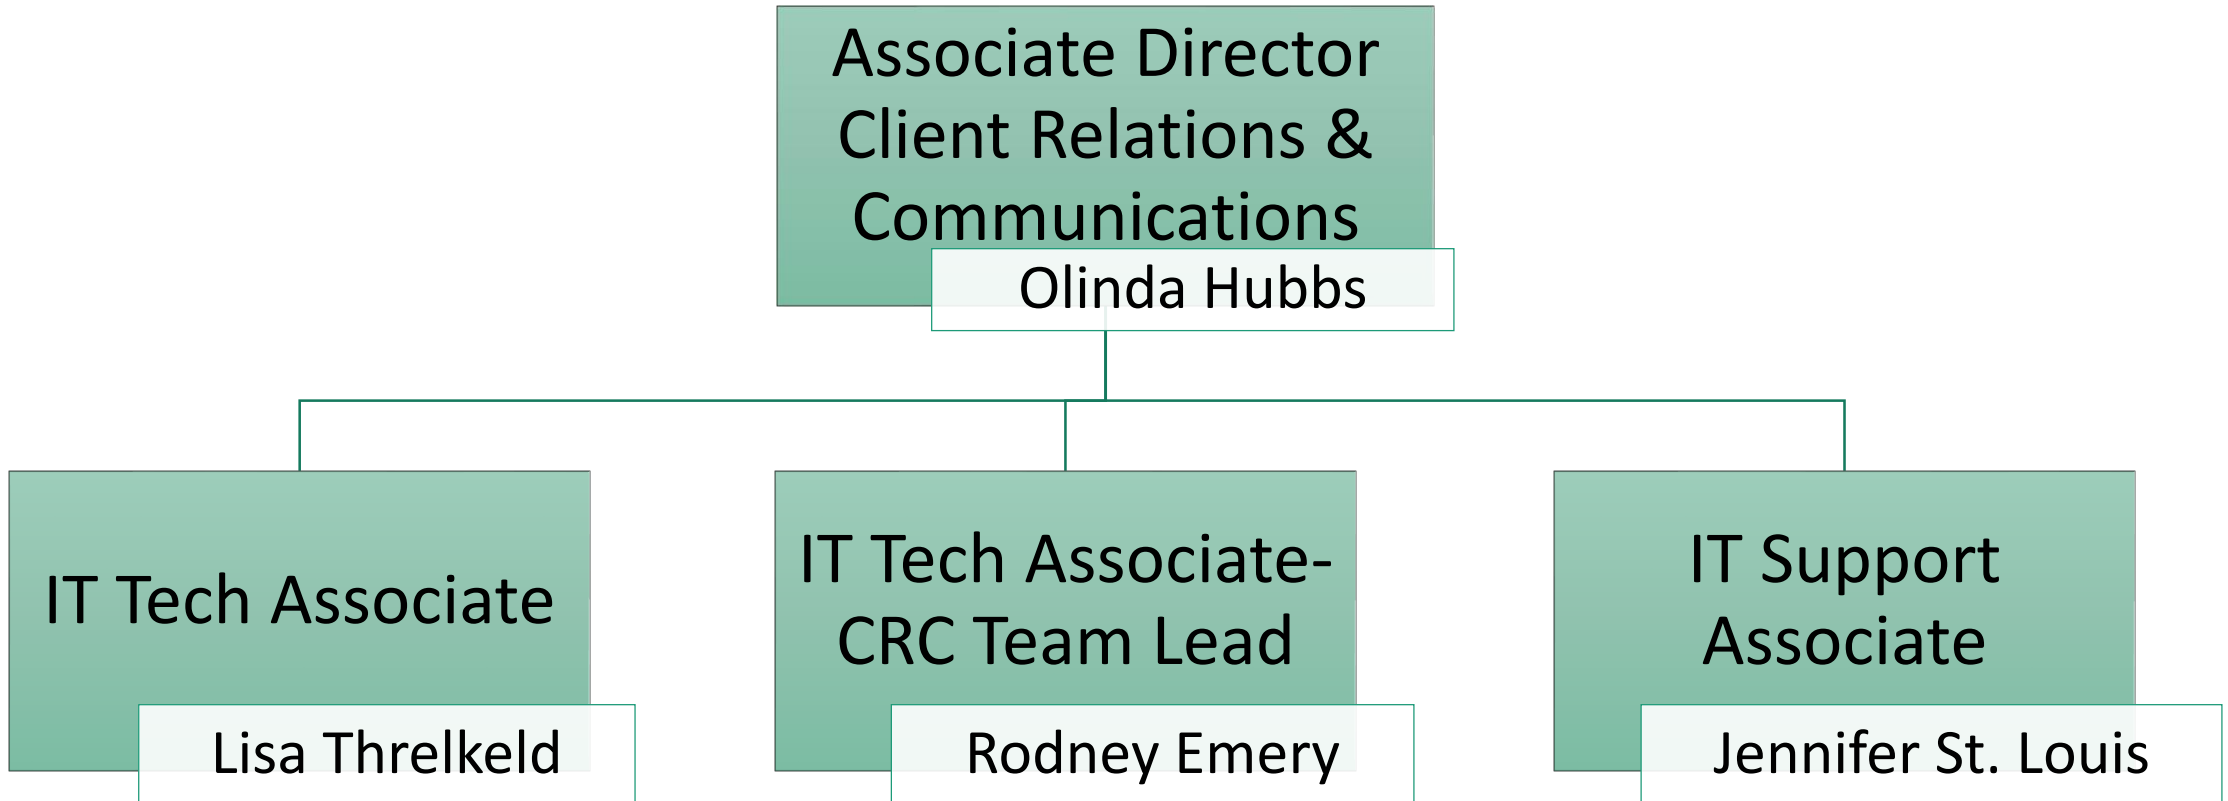 Associate Director
Client Relations &
Communications
Olinda Hubbs
IT Tech Associate
Lisa Threlkeld
IT Tech Associate-
CRC Team Lead
Rodney Emery
IT Support
Associate
Jennifer St. Louis